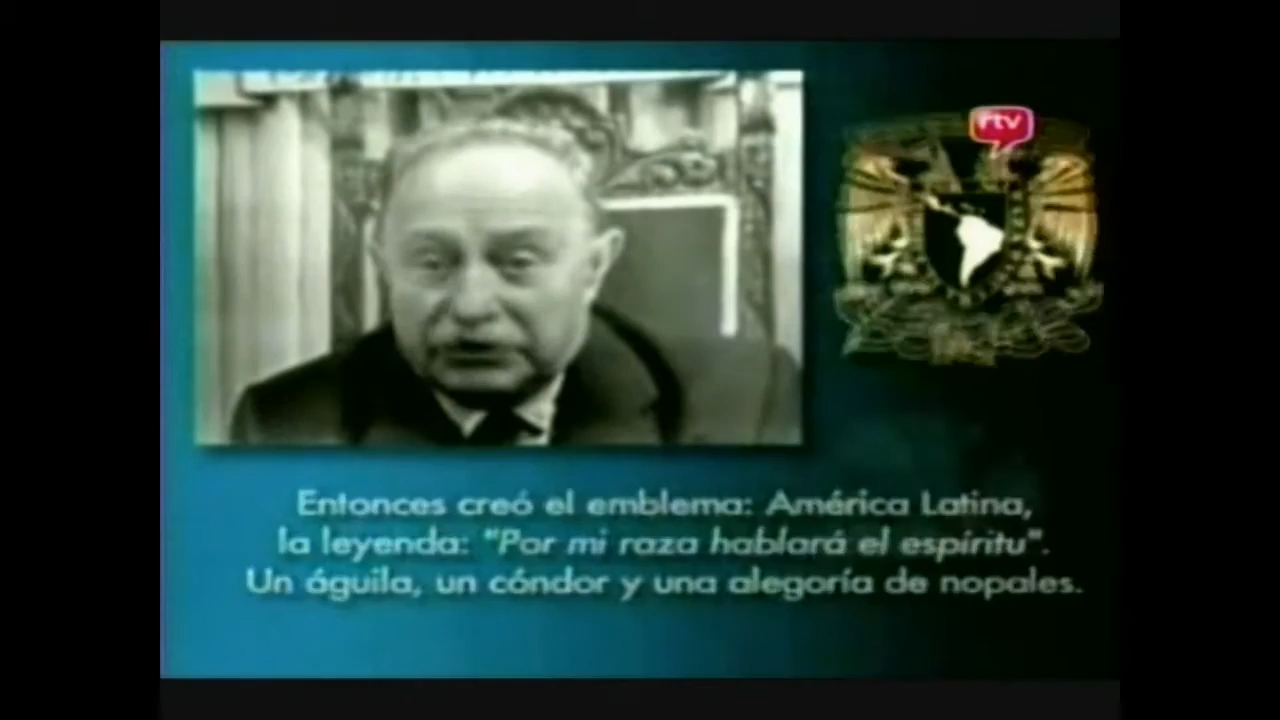 rtv
Entonces creó el emblema: América Latina,
la leyenda: "Por mi raza hablará el espíritu".
Un águila, un cóndor y una alegoría de nopales.